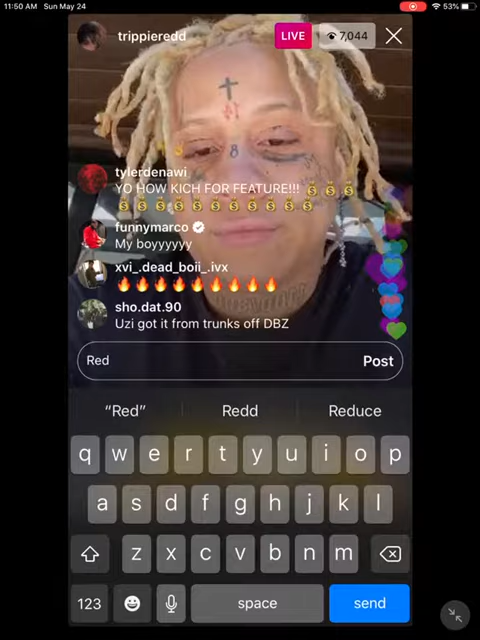 11:50 AM Sun May 24
53%
trippieredd
LIVE
7,044
tylerdenawi
YO HOW KICH FOR FEATURE!!!
funnymarco
My boyyyyyy
xvi_.dead_boii_.ivx
sho.dat.90
Uzi got it from trunks off DBZ
Red
Post
“Red”
Redd
Reduce
q w e r t y u i o p
a s d f g h j k l
z x c v b n m
123
space
send